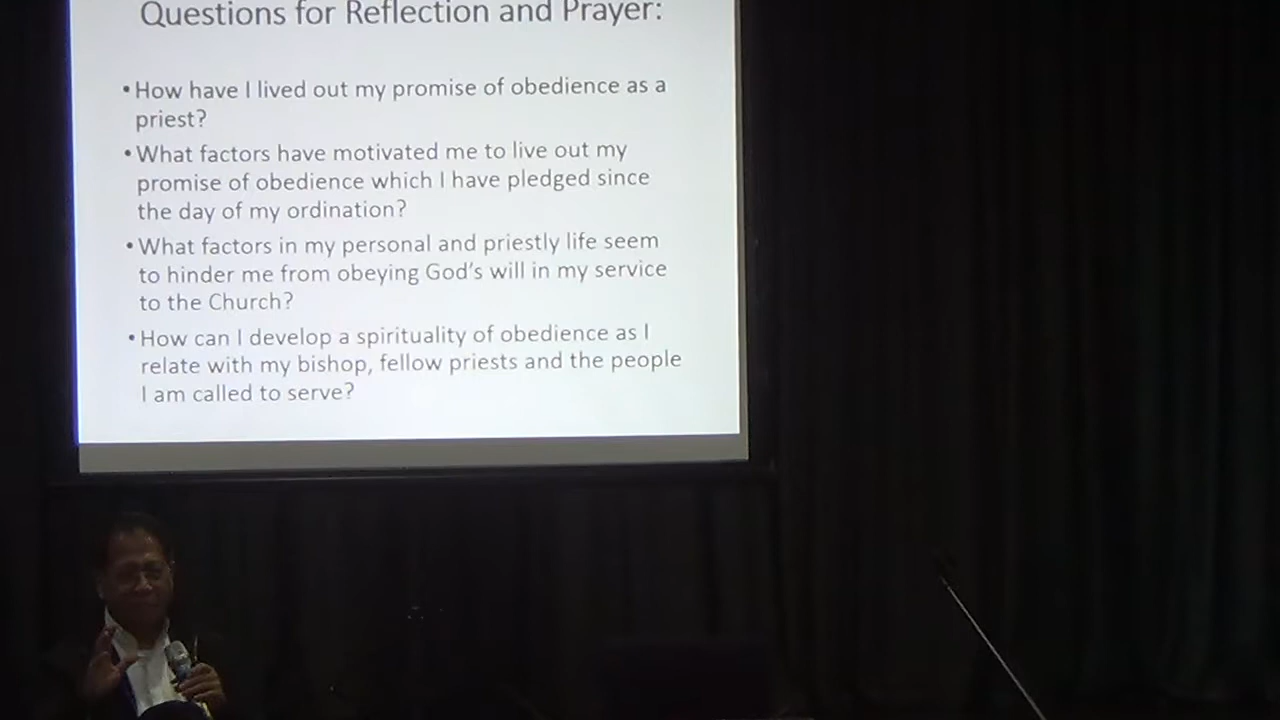 Questions for Reflection and Prayer:
•How have I lived out my promise of obedience as a
priest?
•What factors have motivated me to live out my
promise of obedience which I have pledged since
the day of my ordination?
•What factors in my personal and priestly life seem
to hinder me from obeying God's will in my service
to the Church?
•How can I develop a spirituality of obedience as I
relate with my bishop, fellow priests and the people
I am called to serve?